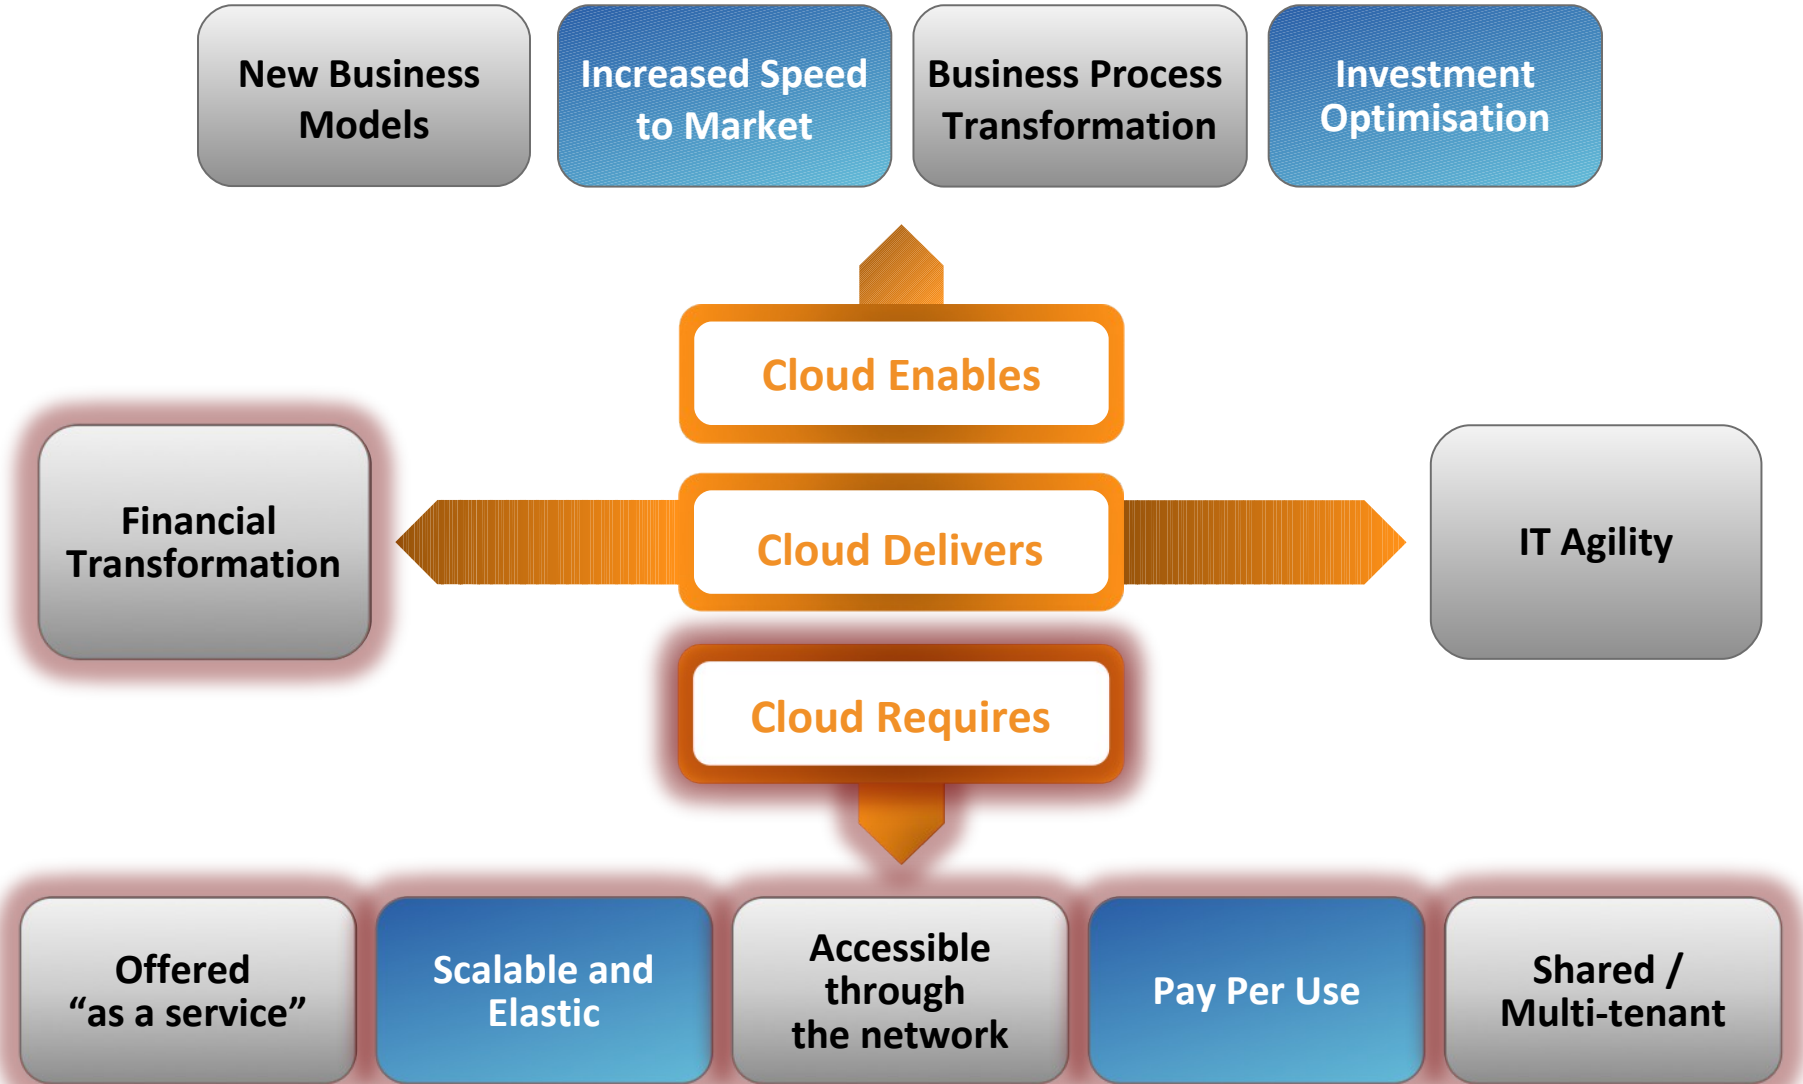 New Business
Models
Increased Speed
to Market
Business Process
Transformation
Investment
Optimisation
Cloud Enables
Financial
Transformation
Cloud Delivers
IT Agility
Cloud Requires
Offered
“as a service”
Scalable and
Elastic
Accessible
through
the network
Pay Per Use
Shared /
Multi-tenant